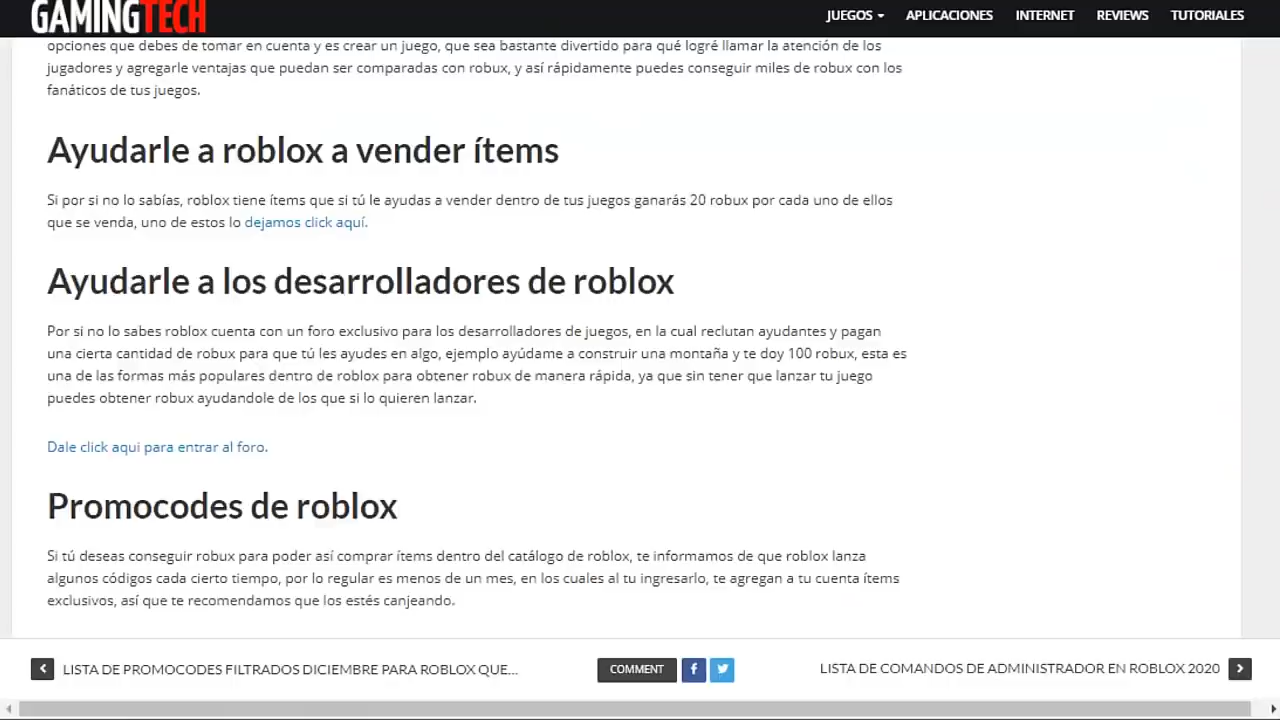 GAMINGTECH
JUEGOS APLICACIONES INTERNET REVIEWS TUTORIALES
opciones que debes de tomar en cuenta y es crear un juego, que sea bastante divertido para qué logré llamar la atención de los
jugadores y agregarle ventajas que puedan ser comparadas con robux, y así rápidamente puedes conseguir miles de robux con los
fanáticos de tus juegos.
Ayudarle a roblox a vender ítems
Si por si no lo sabías, roblox tiene ítems que si tú le ayudas a vender dentro de tus juegos ganarás 20 robux por cada uno de ellos
que se venda, uno de estos lo dejamos click aquí.
Ayudarle a los desarrolladores de roblox
Por si no lo sabes roblox cuenta con un foro exclusivo para los desarrolladores de juegos, en la cual reclutan ayudantes y pagan
una cierta cantidad de robux para que tú les ayudes en algo, ejemplo ayúdame a construir una montaña y te doy 100 robux, esta es
una de las formas más populares dentro de roblox para obtener robux de manera rápida, ya que sin tener que lanzar tu juego
puedes obtener robux ayudandole de los que si lo quieren lanzar.
Dale click aqui para entrar al foro.
Promocodes de roblox
Si tú deseas conseguir robux para poder así comprar ítems dentro del catálogo de roblox, te informamos de que roblox lanza
algunos códigos cada cierto tiempo, por lo regular es menos de un mes, en los cuales al tu ingresarlo, te agregan a tu cuenta ítems
exclusivos, así que te recomendamos que los estés canjeando.
LISTA DE PROMOCODES FILTRADOS DICIEMBRE PARA ROBLOX QUE...
COMMENT
LISTA DE COMANDOS DE ADMINISTRADOR EN ROBLOX 2020